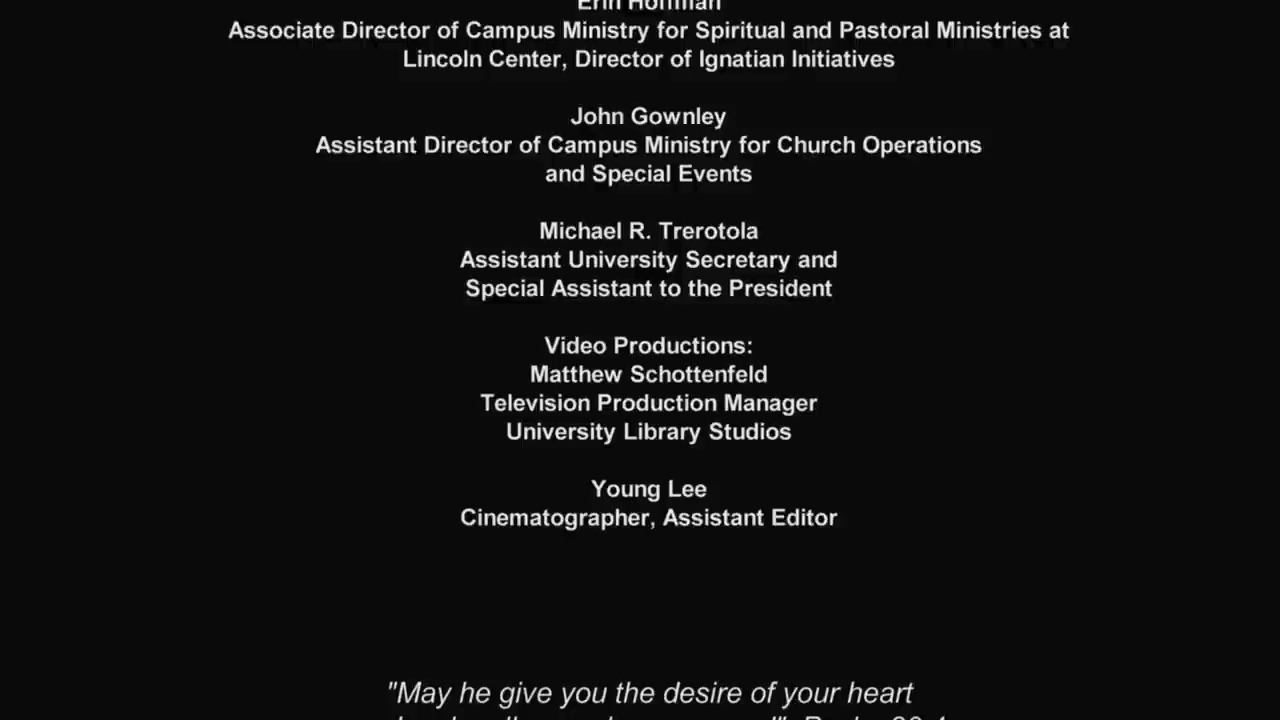 Erin Hoffman
Associate Director of Campus Ministry for Spiritual and Pastoral Ministries at
Lincoln Center, Director of Ignatian Initiatives
John Gownley
Assistant Director of Campus Ministry for Church Operations
and Special Events
Michael R. Trerotola
Assistant University Secretary and
Special Assistant to the President
Video Productions:
Matthew Schottenfeld
Television Production Manager
University Library Studios
Young Lee
Cinematographer, Assistant Editor
"May he give you the desire of your heart